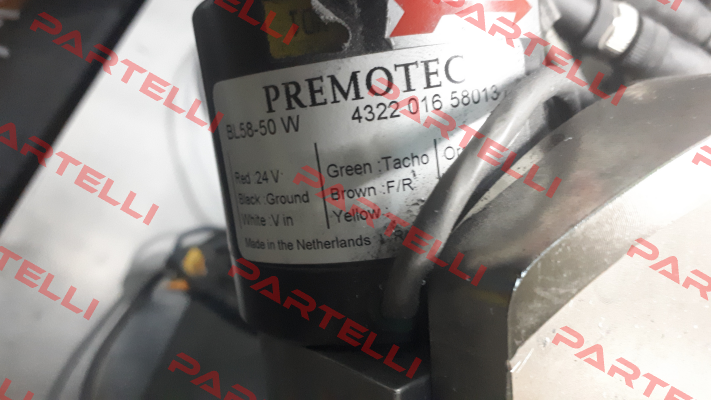 PREMOTEC
BL58-50 W 4322 016 58013
Red :24 V Green :Tacho
Black :Ground Brown :F/R
White :V in Yellow :
Made in the Netherlands
PARTELLI
PARTELLI
PARTELLI
PARTELLI
PARTELLI
PARTELLI
PARTELLI
PARTELLI
PARTELLI
PARTELLI
PARTELLI